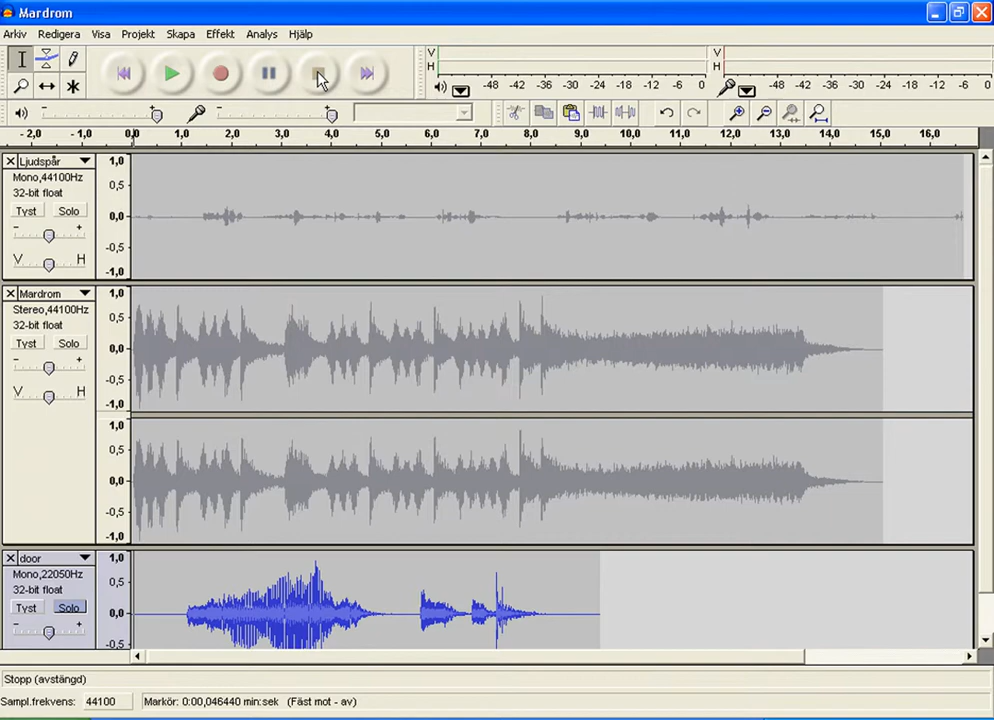 Mardrom
Arkiv Redigera Visa Projekt Skapa Effekt Analys Hjälp
V H -48 -42 -36 -30 -24 -18 -12 -6 0
V H -48 -42 -36 -30 -24 -18 -12 -6 0
- + - +
-2,0 -1,0 0,0 1,0 2,0 3,0 4,0 5,0 6,0 7,0 8,0 9,0 10,0 11,0 12,0 13,0 14,0 15,0 16,0
Ljudspår 1,0
Mono,44100Hz 0,5
32-bit float
Tyst Solo 0,0
- + -0,5
V H -1,0
Mardrom 1,0
Stereo,44100Hz 0,5
32-bit float
Tyst Solo 0,0
- + -0,5
V H -1,0
1,0
0,5
0,0
-0,5
-1,0
door 1,0
Mono,22050Hz 0,5
32-bit float
Tyst Solo 0,0
- + -0,5
Stopp (avstängd)
Sampl.frekvens: 44100 Markör: 0:00,046440 min:sek (Fäst mot - av)